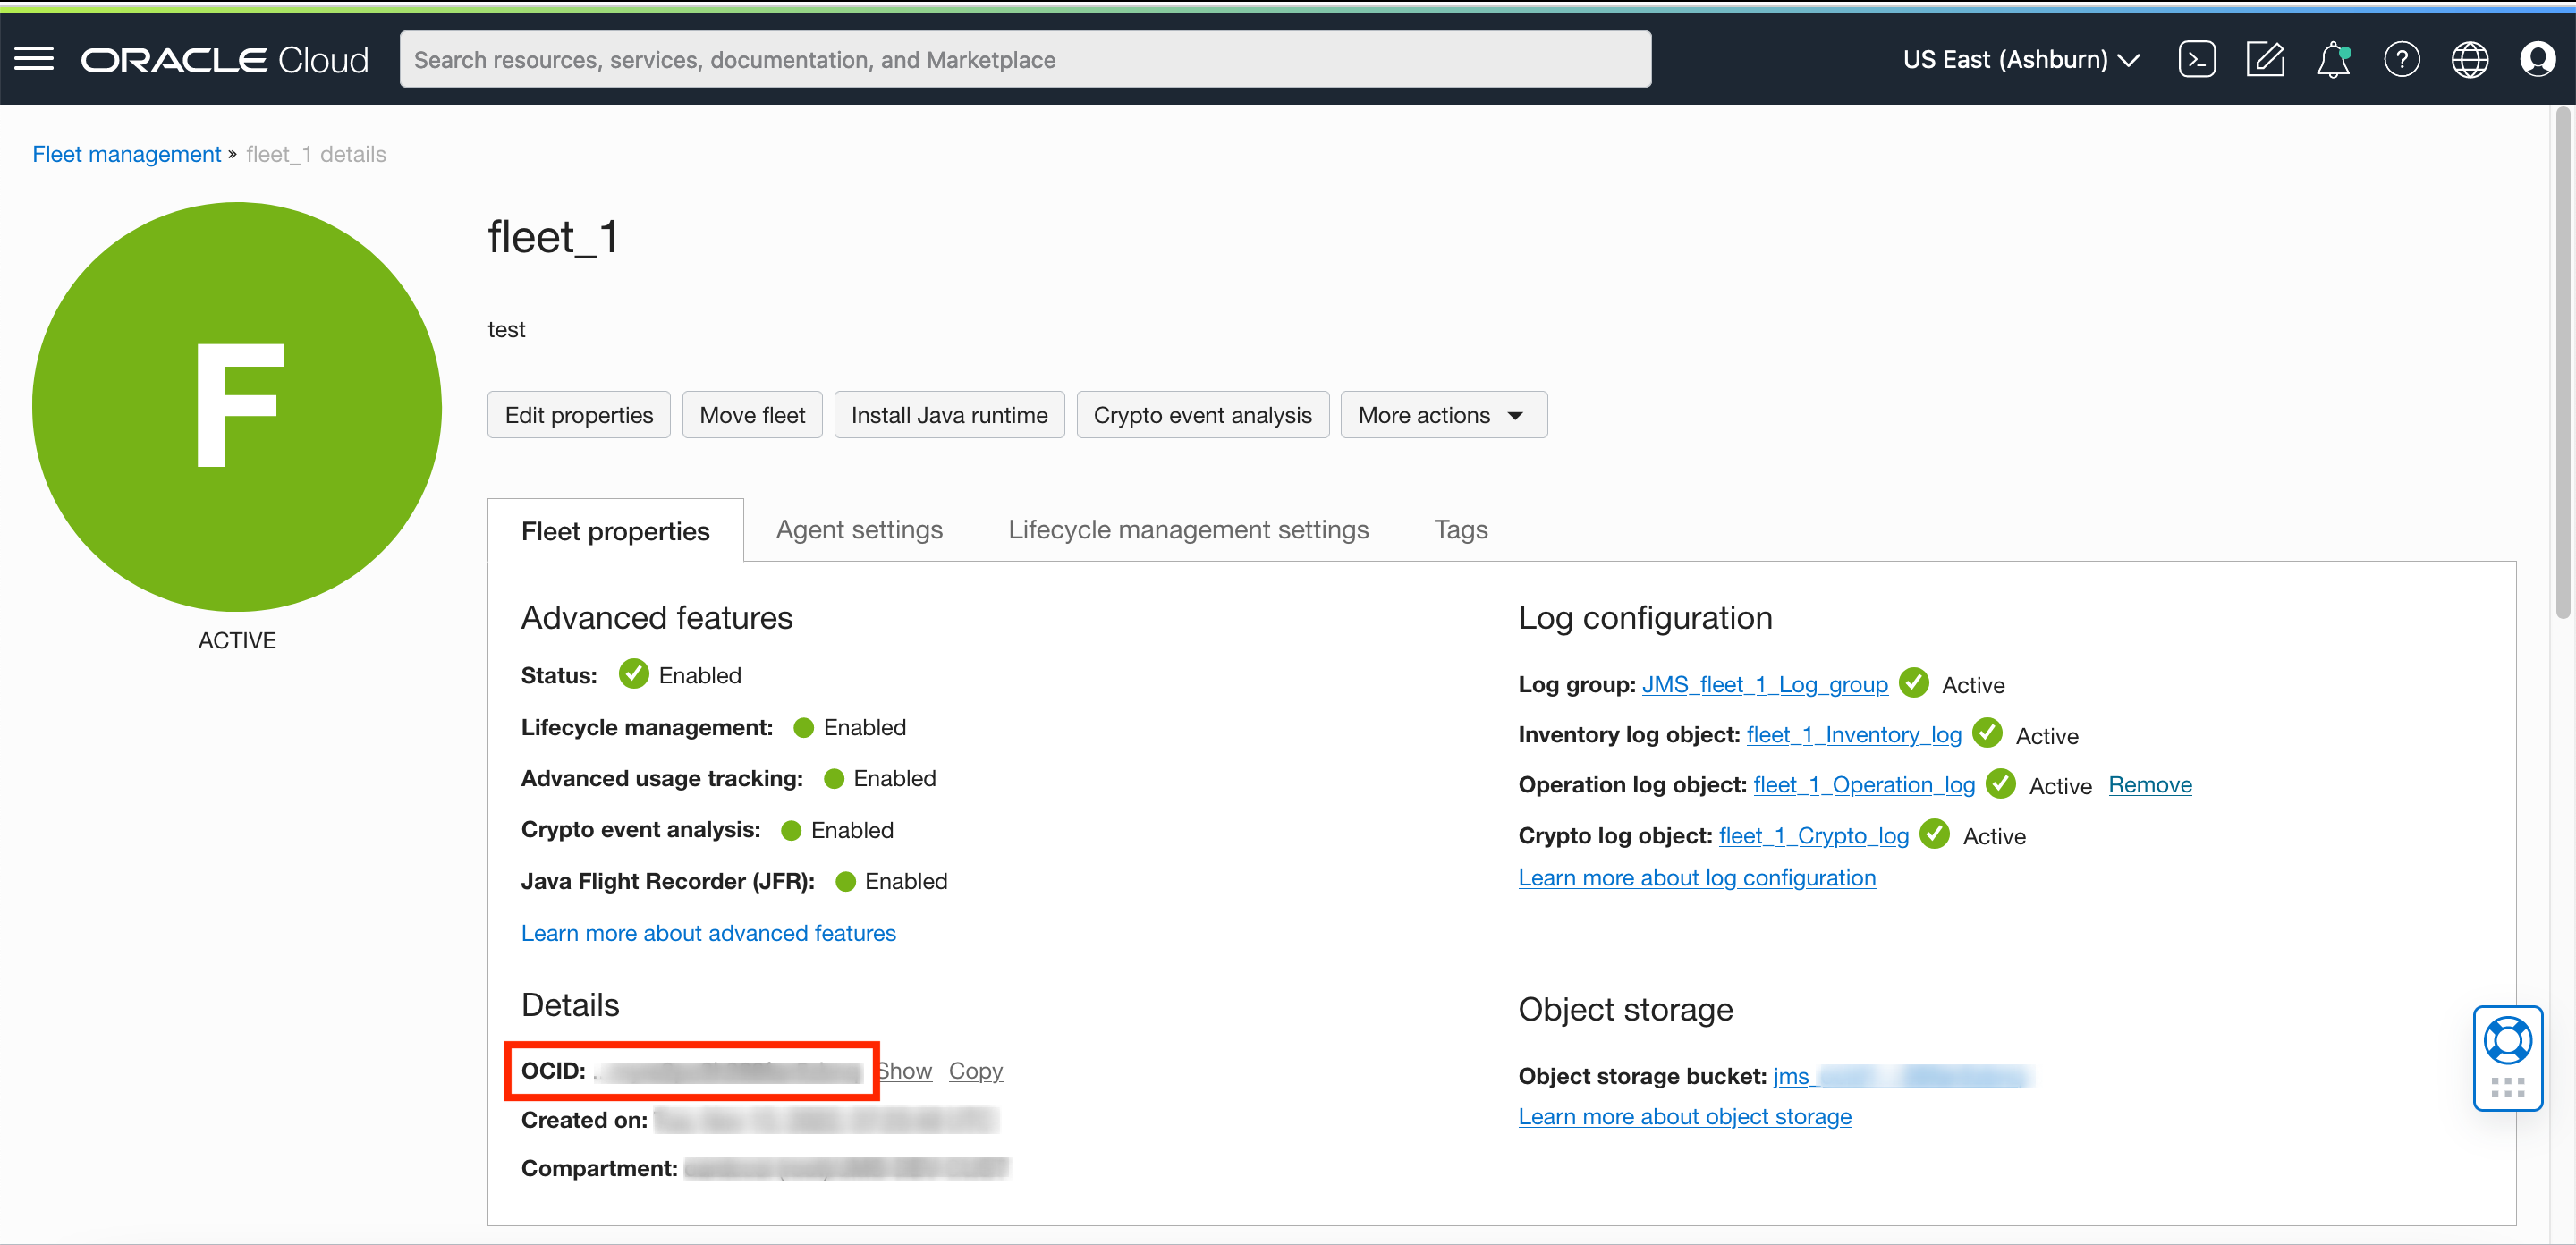 ORACLE Cloud
Search resources, services, documentation, and Marketplace
US East (Ashburn)
Fleet management » fleet_1 details
F
ACTIVE
fleet_1
test
Edit properties
Move fleet
Install Java runtime
Crypto event analysis
More actions
Fleet properties
Agent settings
Lifecycle management settings
Tags
Advanced features
Status: Enabled
Lifecycle management: Enabled
Advanced usage tracking: Enabled
Crypto event analysis: Enabled
Java Flight Recorder (JFR): Enabled
Learn more about advanced features
Details
OCID: Show Copy
Created on:
Compartment:
Log configuration
Log group: JMS_fleet_1_Log_group Active
Inventory log object: fleet_1_Inventory_log Active
Operation log object: fleet_1_Operation_log Active Remove
Crypto log object: fleet_1_Crypto_log Active
Learn more about log configuration
Object storage
Object storage bucket: jms_
Learn more about object storage